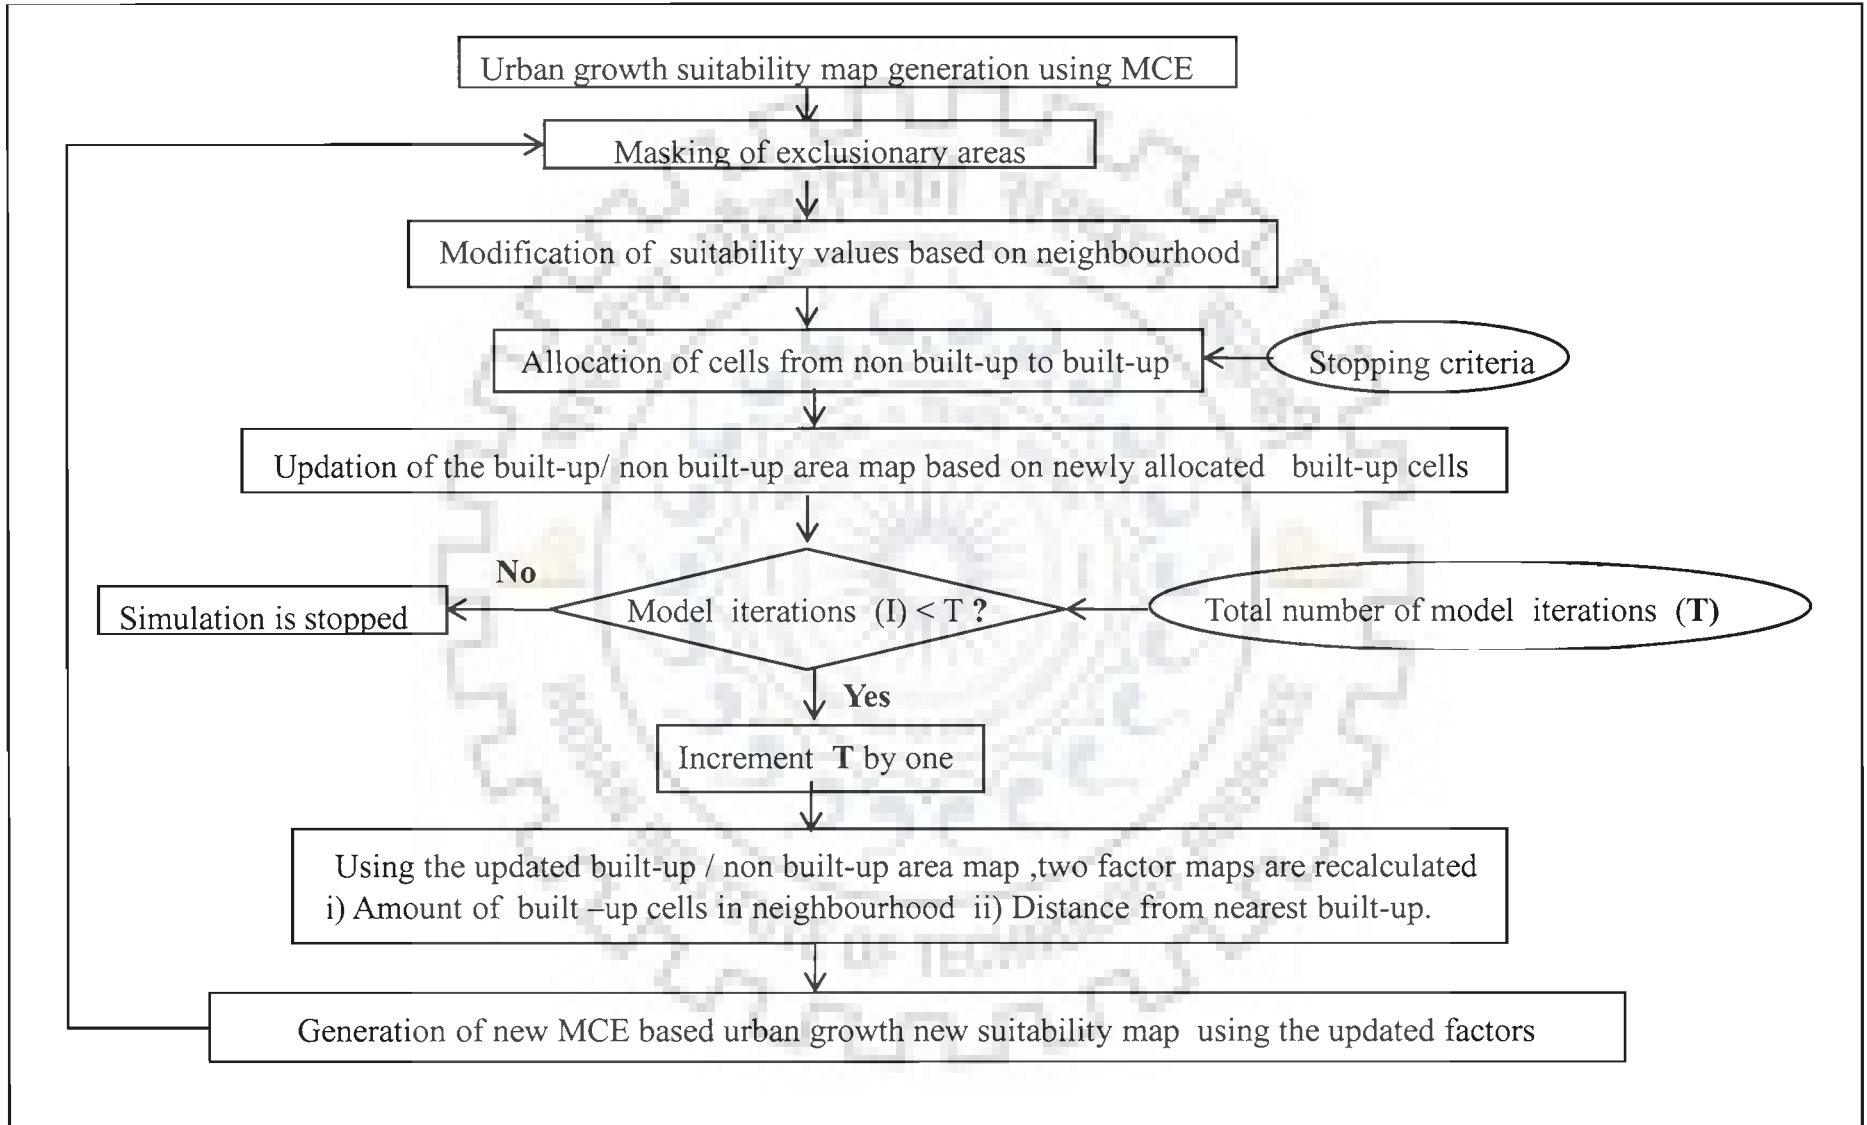 Urban growth suitability map generation using MCE
Masking of exclusionary areas
Modification of suitability values based on neighbourhood
Allocation of cells from non built-up to built-up
Stopping criteria
Updation of the built-up/ non built-up area map based on newly allocated built-up cells
No
Simulation is stopped
Model iterations (I) < T ?
Total number of model iterations (T)
Yes
Increment T by one
Using the updated built-up / non built-up area map ,two factor maps are recalculated
i) Amount of built –up cells in neighbourhood ii) Distance from nearest built-up.
Generation of new MCE based urban growth new suitability map using the updated factors